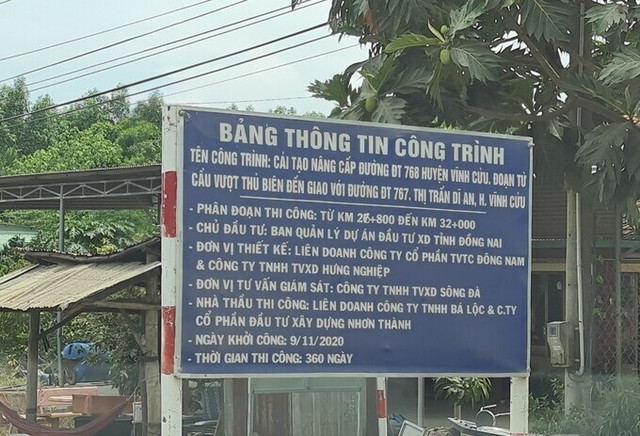 BẢNG THÔNG TIN CÔNG TRÌNH
TÊN CÔNG TRÌNH: CẢI TẠO NÂNG CẤP ĐƯỜNG ĐT 768 HUYỆN VĨNH CỬU. ĐOẠN TỪ
CẦU VƯỢT THỦ BIÊN ĐẾN GIAO VỚI ĐƯỜNG ĐT 767. THỊ TRẤN DĨ AN, H. VĨNH CỬU
- PHÂN ĐOẠN THI CÔNG: TỪ KM 26+800 ĐẾN KM 32+000
- CHỦ ĐẦU TƯ: BAN QUẢN LÝ DỰ ÁN ĐẦU TƯ XD TỈNH ĐỒNG NAI
- ĐƠN VỊ THIẾT KẾ: LIÊN DOANH CÔNG TY CỔ PHẦN TVTC ĐÔNG NAM
& CÔNG TY TNHH TVXD HƯNG NGHIỆP
- ĐƠN VỊ TƯ VẤN GIÁM SÁT: CÔNG TY TNHH TVXD SÔNG ĐÀ
- NHÀ THẦU THI CÔNG: LIÊN DOANH CÔNG TY TNHH BÁ LỘC & C.TY
CỔ PHẦN ĐẦU TƯ XÂY DỰNG NHƠN THÀNH
- NGÀY KHỞI CÔNG: 9/11/2020
- THỜI GIAN THI CÔNG: 360 NGÀY